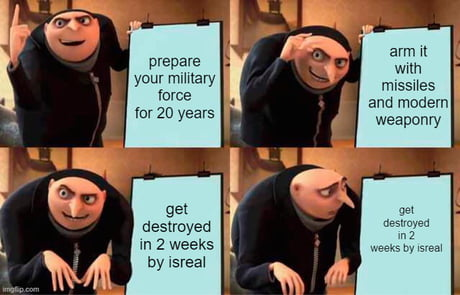 prepare
your military
force
for 20 years
arm it
with
missiles
and modern
weaponry
get
destroyed
in 2 weeks
by isreal
get
destroyed
in 2
weeks by isreal
imgflip.com